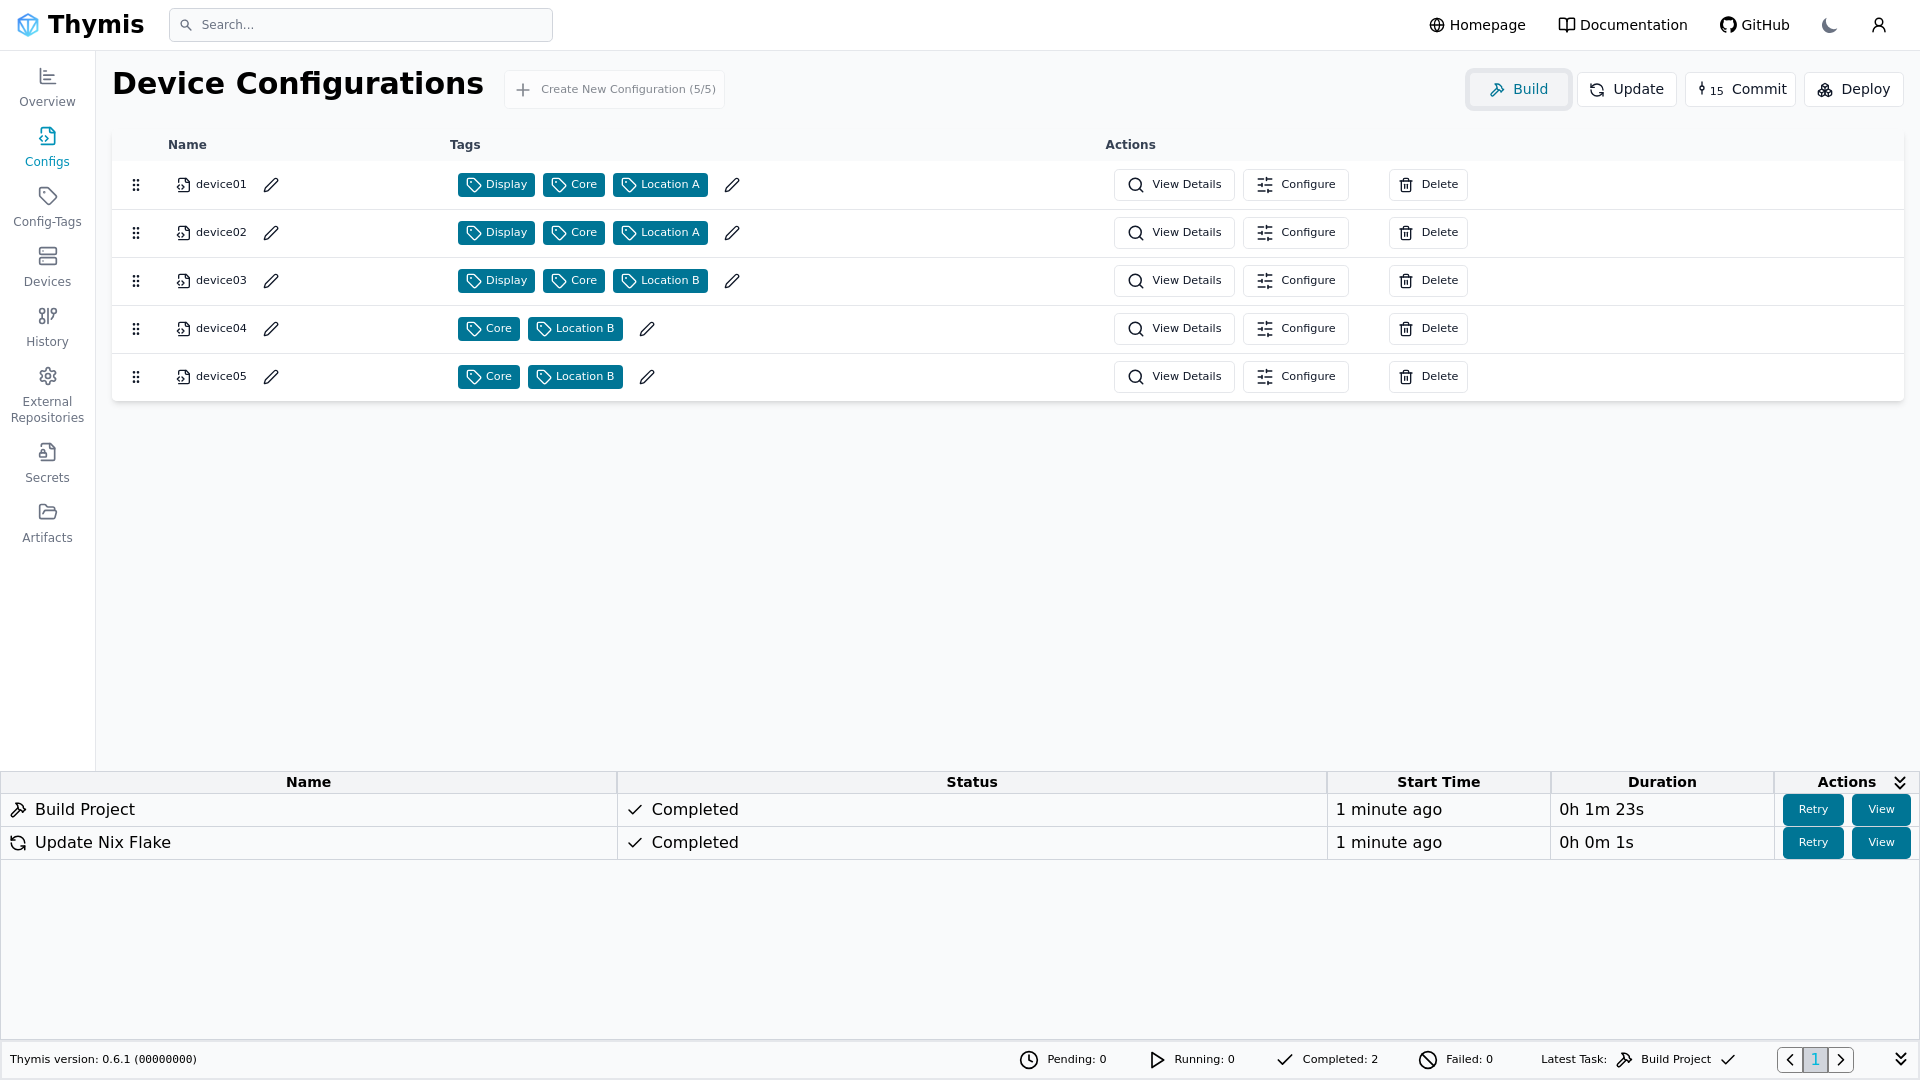 Thymis
Search...
Homepage
Documentation
GitHub
Overview
Configs
Config-Tags
Devices
History
External
Repositories
Secrets
Artifacts
Device Configurations
Create New Configuration (5/5)
Build
Update
15 Commit
Deploy
Name Tags Actions
device01 Display Core Location A View Details Configure Delete
device02 Display Core Location A View Details Configure Delete
device03 Display Core Location B View Details Configure Delete
device04 Core Location B View Details Configure Delete
device05 Core Location B View Details Configure Delete
Name Status Start Time Duration Actions
Build Project Completed 1 minute ago 0h 1m 23s Retry View
Update Nix Flake Completed 1 minute ago 0h 0m 1s Retry View
Thymis version: 0.6.1 (00000000) Pending: 0 Running: 0 Completed: 2 Failed: 0 Latest Task: Build Project 1